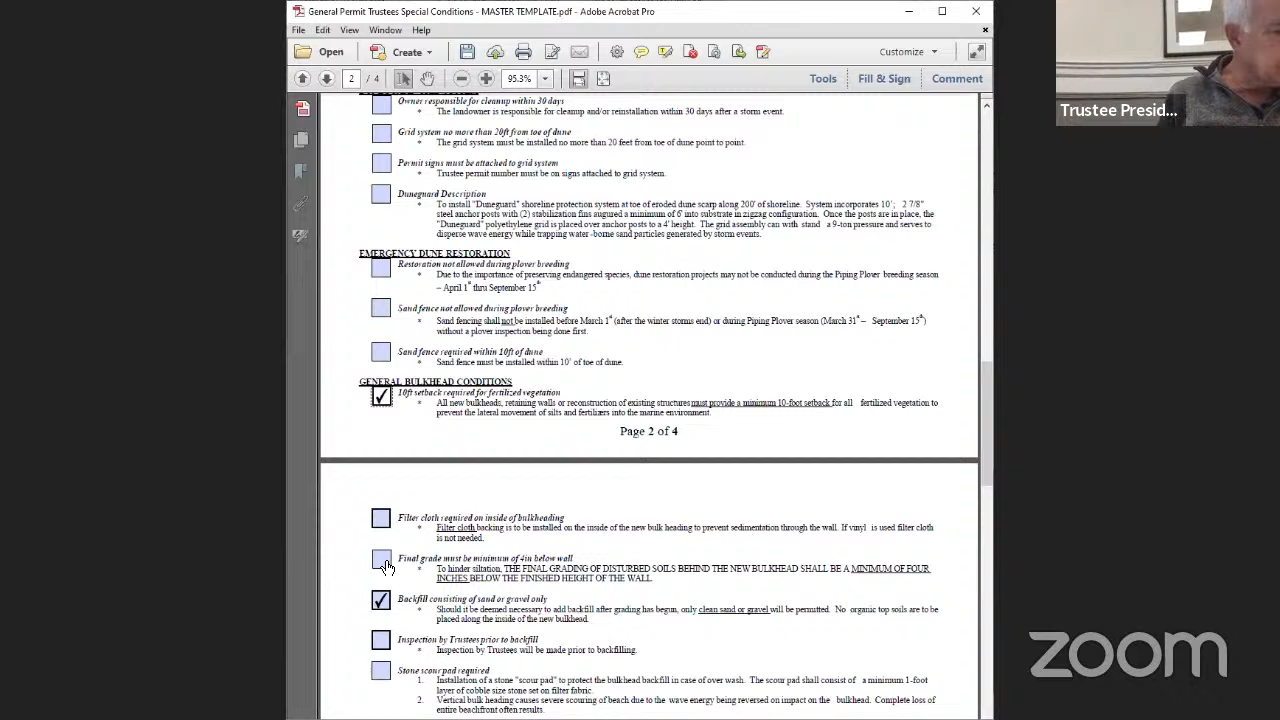 General Permit Trustees Special Conditions - MASTER TEMPLATE.pdf - Adobe Acrobat Pro
File Edit View Window Help
Open Create Customize
2 / 4 95.3% Tools Fill & Sign Comment
Trustee Presid...
Owner responsible for cleanup within 30 days
* The landowner is responsible for cleanup and/or reinstallation within 30 days after a storm event.
Grid system no more than 20ft from toe of dune
* The grid system must be installed no more than 20 feet from toe of dune point to point.
Permit signs must be attached to grid system
* Trustee permit number must be on signs attached to grid system.
Duneguard Description
* To install "Duneguard" shoreline protection system at toe of eroded dune scarp along 200' of shoreline. System incorporates 10'; 2 7/8"
steel anchor posts with (2) stabilization fins augured a minimum of 6' into substrate in zigzag configuration. Once the posts are in place, the
"Duneguard" polyethylene grid is placed over anchor posts to a 4' height. The grid assembly can with stand a 9-ton pressure and serves to
disperse wave energy while trapping water -borne sand particles generated by storm events.
EMERGENCY DUNE RESTORATION
Restoration not allowed during plover breeding
* Due to the importance of preserving endangered species, dune restoration projects may not be conducted during the Piping Plover breeding season
– April 1st thru September 15th
Sand fence not allowed during plover breeding
* Sand fencing shall not be installed before March 1st (after the winter storms end) or during Piping Plover season (March 31st – September 15th)
without a plover inspection being done first.
Sand fence required within 10ft of dune
* Sand fence must be installed within 10' of toe of dune.
GENERAL BULKHEAD CONDITIONS
10ft setback required for fertilized vegetation
* All new bulkheads, retaining walls or reconstruction of existing structures must provide a minimum 10-foot setback for all fertilized vegetation to
prevent the lateral movement of silts and fertilizers into the marine environment.
Page 2 of 4
Filter cloth required on inside of bulkheading
* Filter cloth backing is to be installed on the inside of the new bulk heading to prevent sedimentation through the wall. If vinyl is used filter cloth
is not needed.
Final grade must be minimum of 4in below wall
* To hinder siltation, THE FINAL GRADING OF DISTURBED SOILS BEHIND THE NEW BULKHEAD SHALL BE A MINIMUM OF FOUR
INCHES BELOW THE FINISHED HEIGHT OF THE WALL.
Backfill consisting of sand or gravel only
* Should it be deemed necessary to add backfill after grading has begun, only clean sand or gravel will be permitted. No organic top soils are to be
placed along the inside of the new bulkhead.
Inspection by Trustees prior to backfill
* Inspection by Trustees will be made prior to backfilling.
Stone scour pad required
1. Installation of a stone "scour pad" to protect the bulkhead backfill in case of over wash. The scour pad shall consist of a minimum 1-foot
layer of cobble size stone set on filter fabric.
2. Vertical bulk heading causes severe scouring of beach due to the wave energy being reversed on impact on the bulkhead. Complete loss of
entire beachfront often results.
zoom